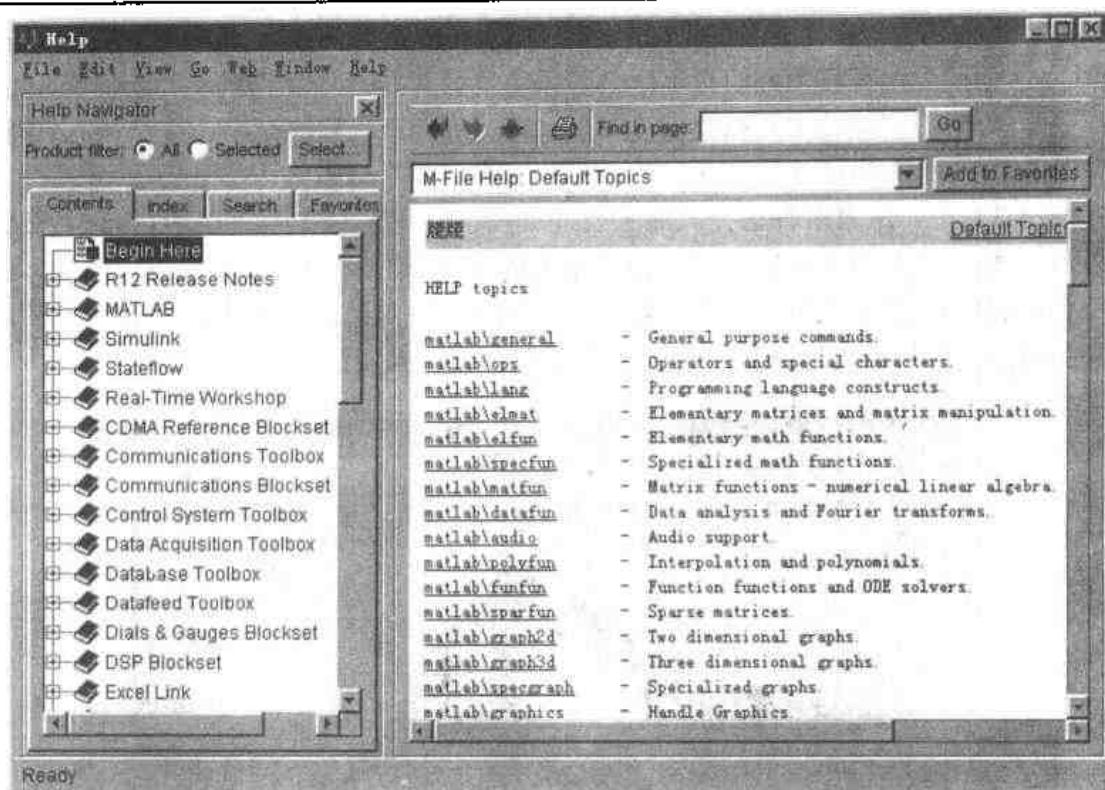 Help
File Edit View Go Web Window Help
Help Navigator
Product filter: All Selected Select...
Contents Index Search Favorites
Begin Here
R12 Release Notes
MATLAB
Simulink
Stateflow
Real-Time Workshop
CDMA Reference Blockset
Communications Toolbox
Communications Blockset
Control System Toolbox
Data Acquisition Toolbox
Database Toolbox
Datafeed Toolbox
Dials & Gauges Blockset
DSP Blockset
Excel Link
Ready
Find in page: Go
M-File Help: Default Topics Add to Favorites
Default Topic
HELP topics
matlab\general - General purpose commands.
matlab\ops - Operators and special characters.
matlab\lang - Programming language constructs.
matlab\elmat - Elementary matrices and matrix manipulation.
matlab\elfun - Elementary math functions.
matlab\specfun - Specialized math functions.
matlab\matfun - Matrix functions - numerical linear algebra.
matlab\datafun - Data analysis and Fourier transforms.
matlab\audio - Audio support.
matlab\polyfun - Interpolation and polynomials.
matlab\funfun - Function functions and ODE solvers.
matlab\sparfun - Sparse matrices.
matlab\graph2d - Two dimensional graphs.
matlab\graph3d - Three dimensional graphs.
matlab\specgraph - Specialized graphs.
matlab\graphics - Handle Graphics.